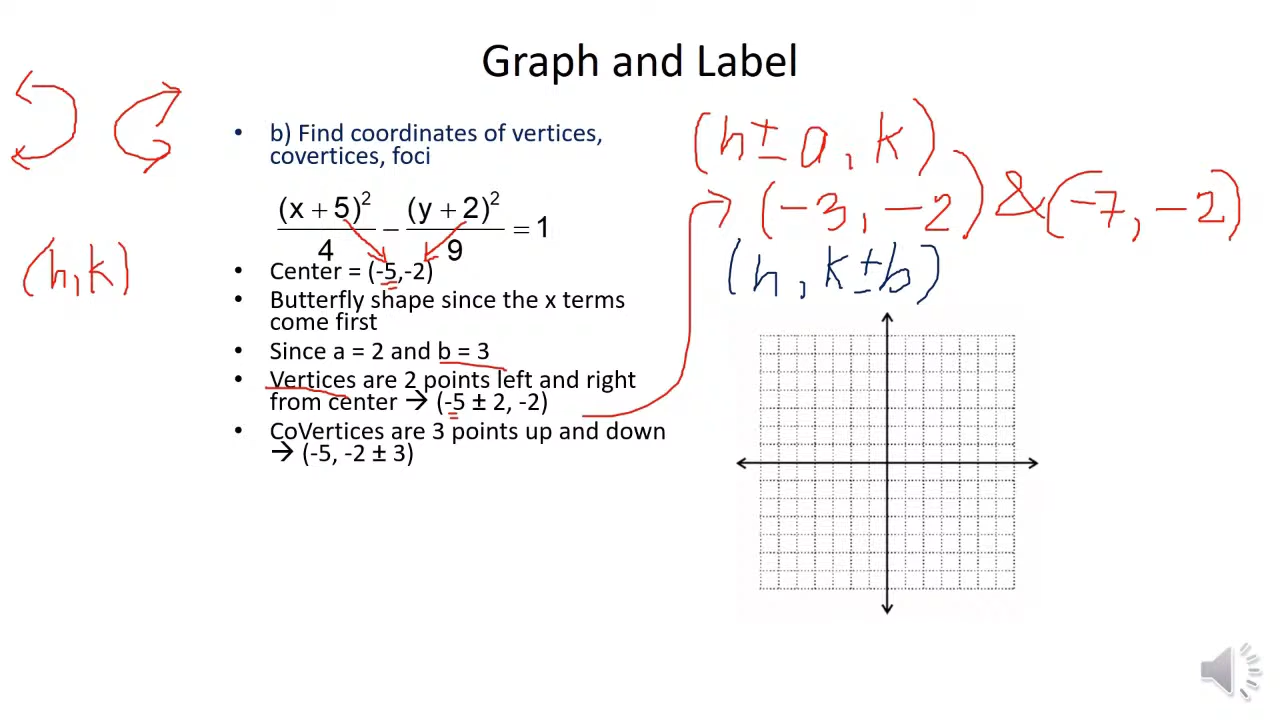 Graph and Label
• b) Find coordinates of vertices,
covertices, foci
(x + 5)²/4 − (y + 2)²/9 = 1
• Center = (-5,-2)
• Butterfly shape since the x terms
come first
• Since a = 2 and b = 3
• Vertices are 2 points left and right
from center → (-5 ± 2, -2)
• CoVertices are 3 points up and down
→ (-5, -2 ± 3)
(h,k)
(h ± a, k)
(-3, -2) & (-7, -2)
(h, k ± b)